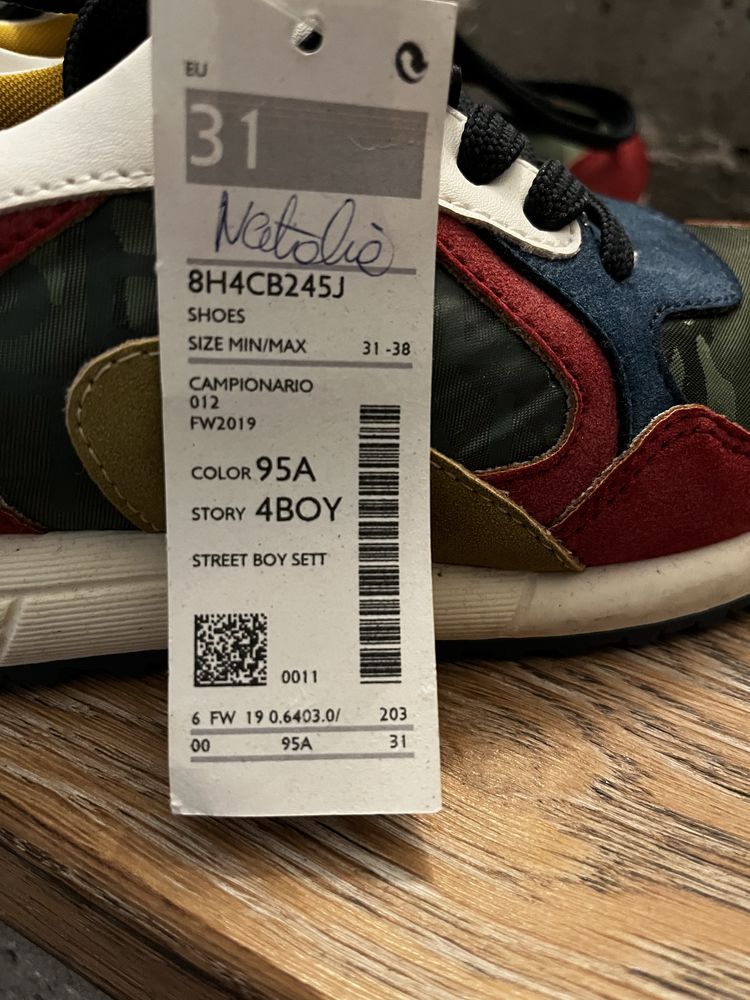 EU
31
Natalie
8H4CB245J
SHOES
SIZE MIN/MAX 31-38
CAMPIONARIO
012
FW2019
COLOR 95A
STORY 4BOY
STREET BOY SETT
0011
6 FW 19 0.6403.0/ 203
00 95A 31